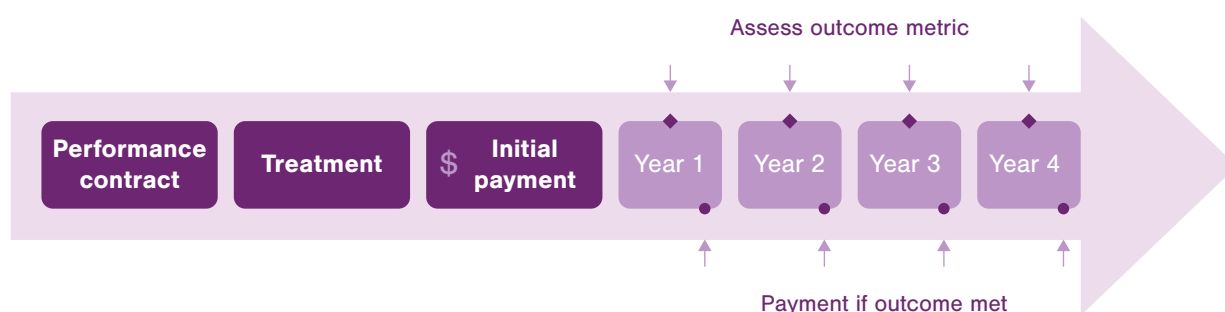 Assess outcome metric
Performance
contract
Treatment
$
Initial
payment
Year 1
Year 2
Year 3
Year 4
Payment if outcome met